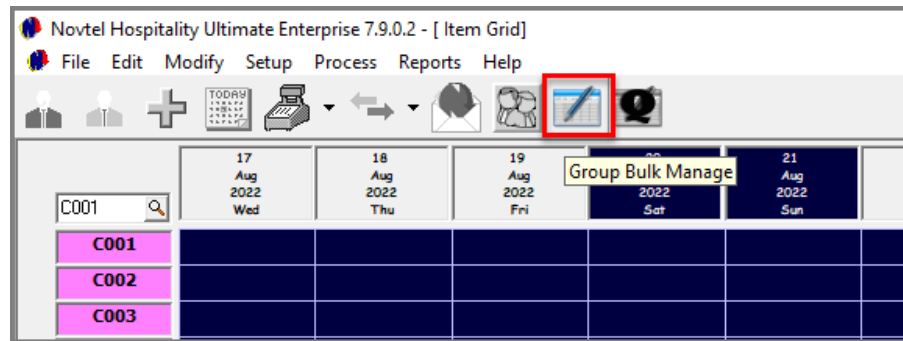 Novtel Hospitality Ultimate Enterprise 7.9.0.2 - [ Item Grid]
File Edit Modify Setup Process Reports Help
TODAY
Q
17 Aug 2022 Wed
18 Aug 2022 Thu
19 Aug 2022 Fri
2022 Sat
21 Aug 2022 Sun
Group Bulk Manage
C001
C001
C002
C003